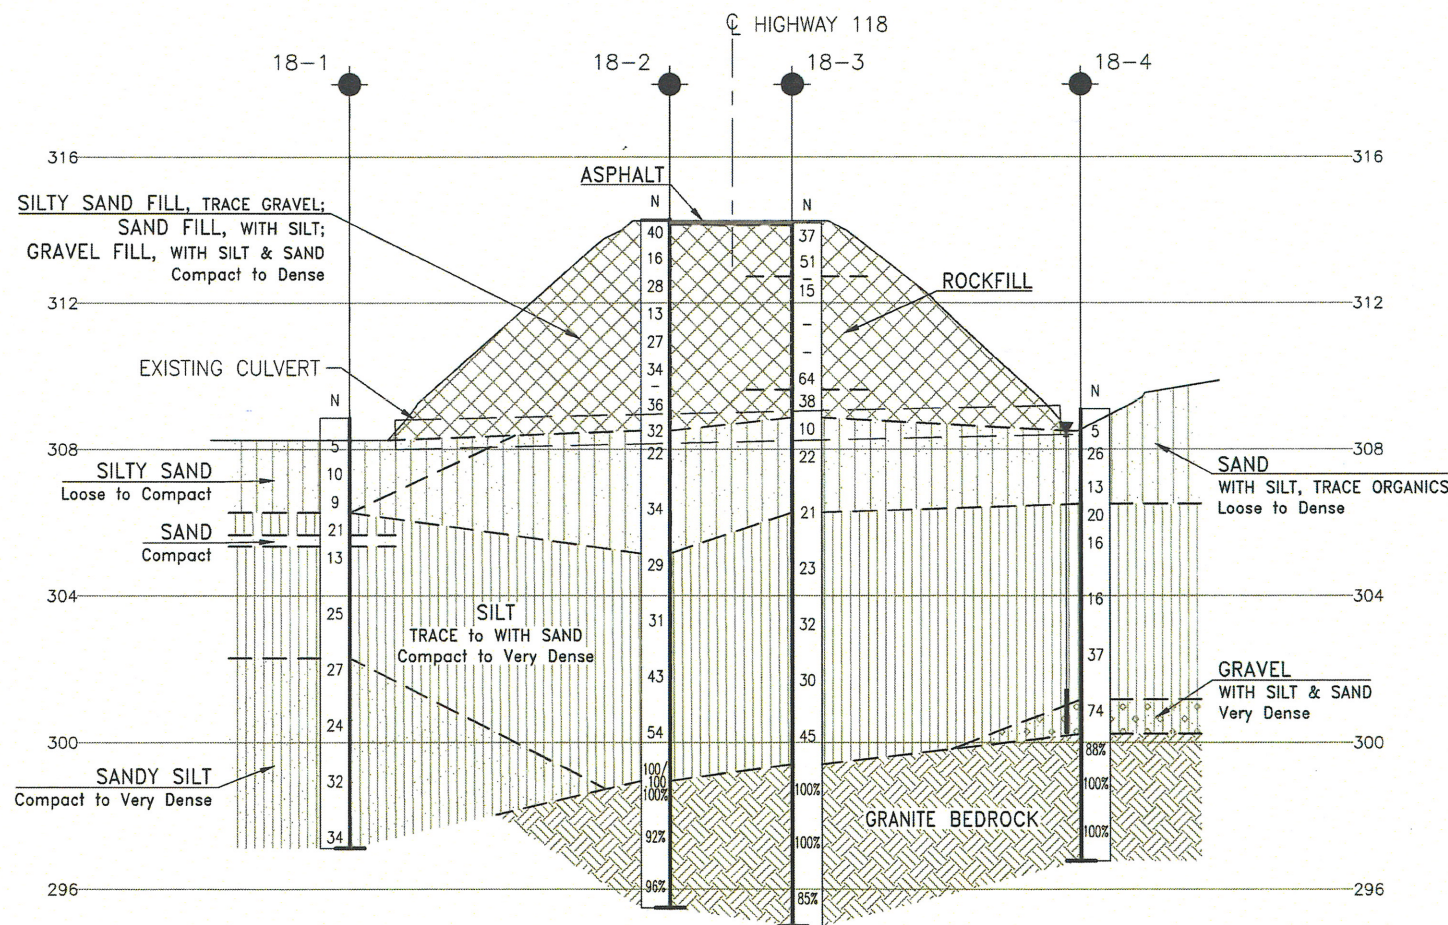 ℄ HIGHWAY 118
18-1
18-2
18-3
18-4
316
316
ASPHALT
SILTY SAND FILL, TRACE GRAVEL;
SAND FILL, WITH SILT;
GRAVEL FILL, WITH SILT & SAND
Compact to Dense
ROCKFILL
312
312
EXISTING CULVERT
308
308
SILTY SAND
Loose to Compact
SAND
Compact
SAND
WITH SILT, TRACE ORGANICS
Loose to Dense
304
304
SILT
TRACE to WITH SAND
Compact to Very Dense
GRAVEL
WITH SILT & SAND
Very Dense
300
300
SANDY SILT
Compact to Very Dense
GRANITE BEDROCK
296
296
N
5
10
9
21
13
25
27
24
32
34
N
40
16
28
13
27
34
–
36
32
22
34
29
31
43
54
100/
100
100%
92%
96%
N
37
51
–
15
–
–
64
38
10
22
21
23
32
30
45
100%
100%
85%
N
5
26
13
20
16
16
37
74
88%
100%
100%